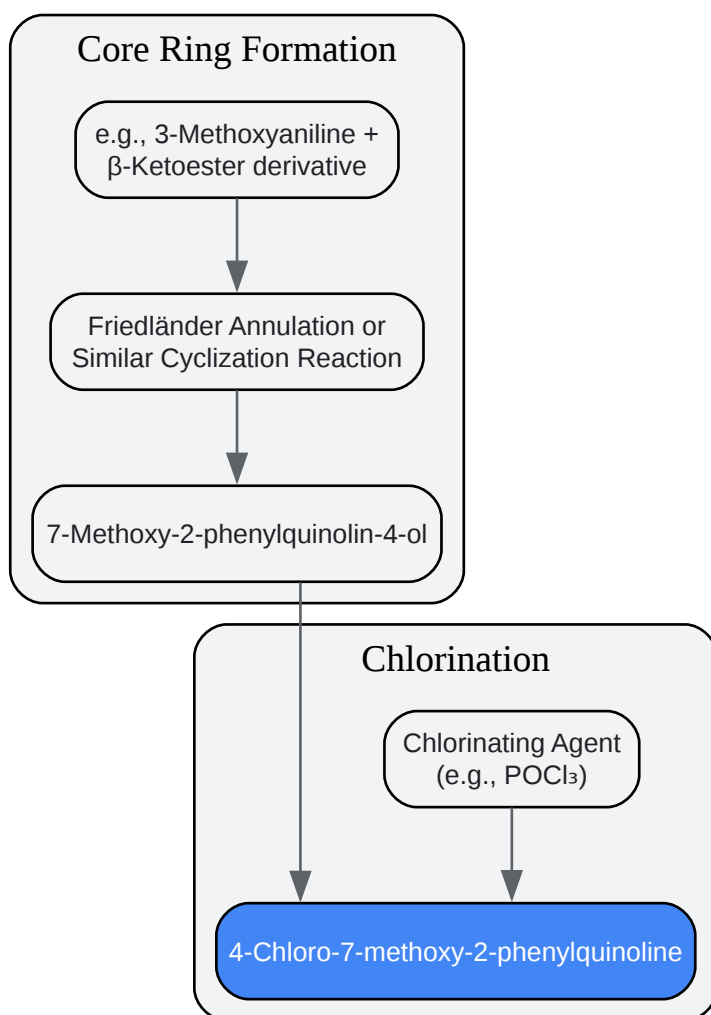 Core Ring Formation
e.g., 3-Methoxyaniline +
β-Ketoester derivative
Friedländer Annulation or
Similar Cyclization Reaction
7-Methoxy-2-phenylquinolin-4-ol
Chlorination
Chlorinating Agent
(e.g., POCl₃)
4-Chloro-7-methoxy-2-phenylquinoline